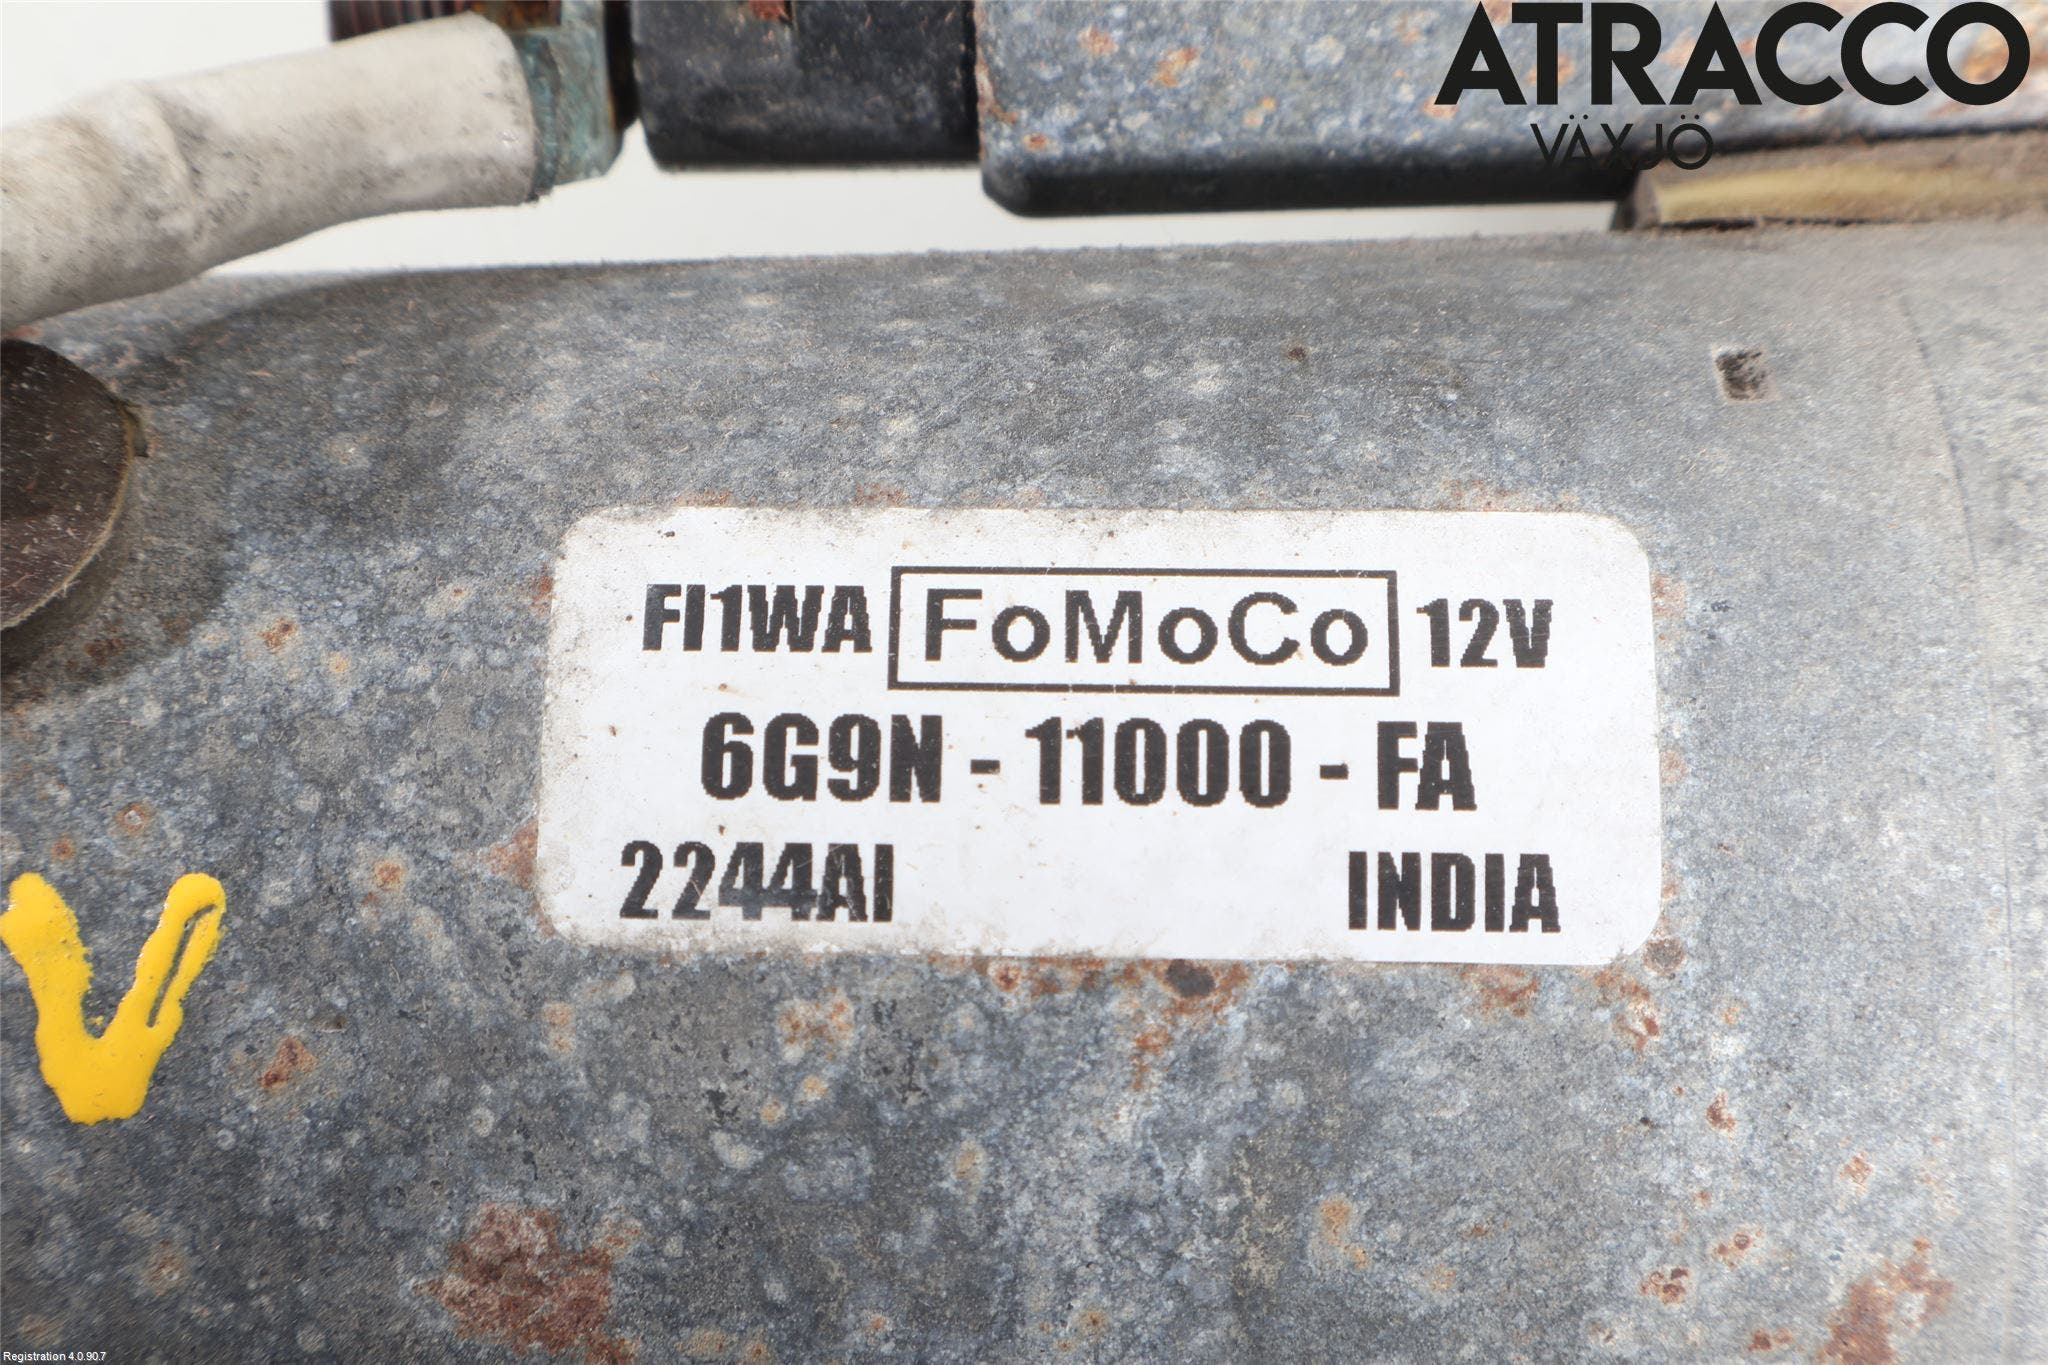 ATRACCO
VÄXJÖ
FI1WA FoMoCo 12V
6G9N - 11000 - FA
2244AI INDIA
V
Registration 4.0.90.7